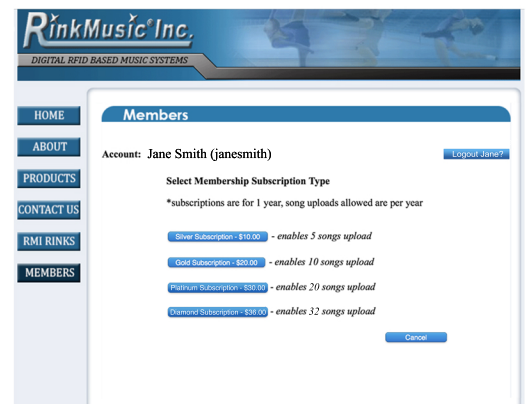 RinkMusic® Inc.
DIGITAL RFID BASED MUSIC SYSTEMS
HOME
ABOUT
PRODUCTS
CONTACT US
RMI RINKS
MEMBERS
Members
Account: Jane Smith (janesmith)
Logout Jane?
Select Membership Subscription Type
*subscriptions are for 1 year, song uploads allowed are per year
Silver Subscription - $10.00 - enables 5 songs upload
Gold Subscription - $20.00 - enables 10 songs upload
Platinum Subscription - $30.00 - enables 20 songs upload
Diamond Subscription - $36.00 - enables 32 songs upload
Cancel